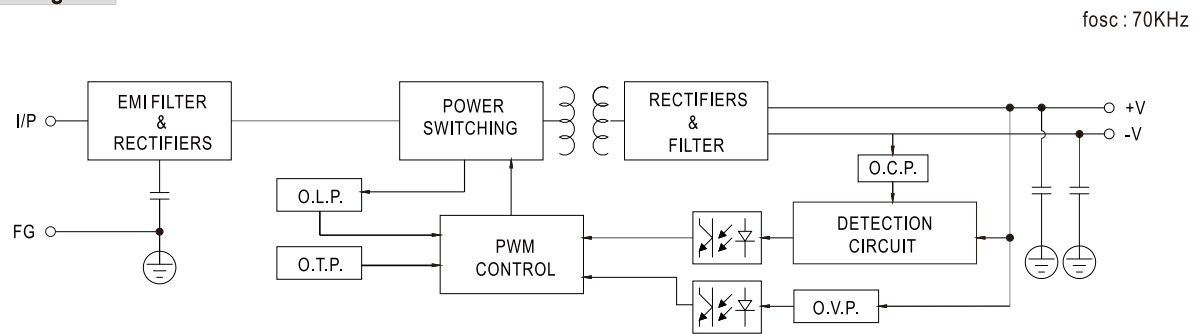 fosc : 70KHz
I/P
EMI FILTER
&
RECTIFIERS
POWER
SWITCHING
RECTIFIERS
&
FILTER
+V
-V
O.C.P.
O.L.P.
DETECTION
CIRCUIT
FG
PWM
CONTROL
O.T.P.
O.V.P.